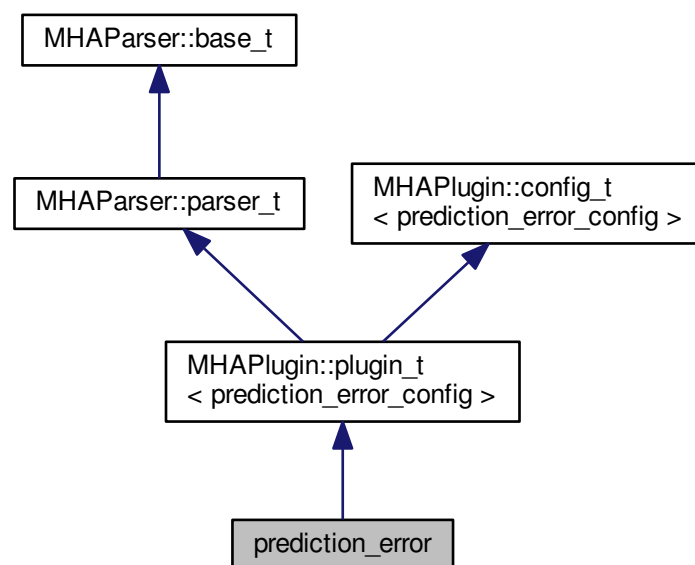 MHAParser::base_t
MHAParser::parser_t
MHAPlugin::config_t
< prediction_error_config >
MHAPlugin::plugin_t
< prediction_error_config >
prediction_error